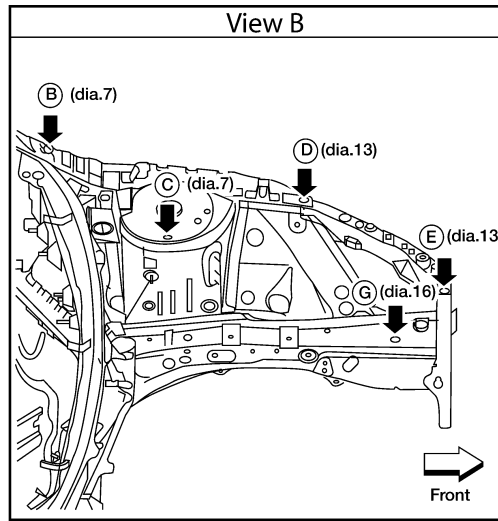 View B
B (dia.7)
D (dia.13)
C (dia.7)
E (dia.13
G (dia.16)
Front